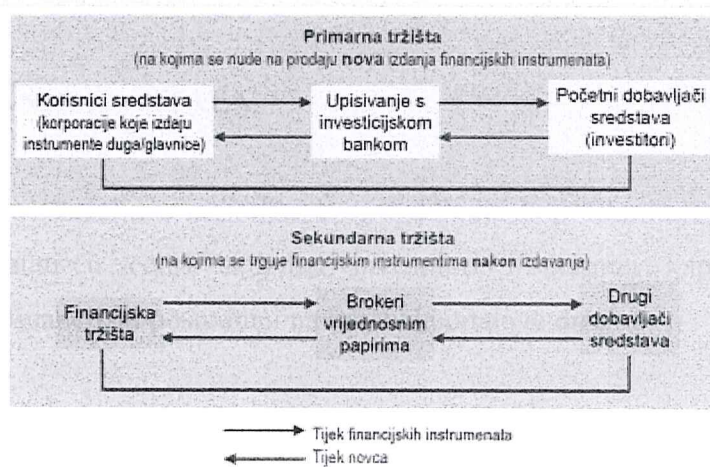 Primarna tržišta
(na kojima se nude na prodaju nova izdanja financijskih instrumenata)
Korisnici sredstava
(korporacije koje izdaju
instrumente duga/glavnice)
Upisivanje s
investicijskom
bankom
Početni dobavljači
sredstava
(investitori)
Sekundarna tržišta
(na kojima se trguje financijskim instrumentima nakon izdavanja)
Financijska
tržišta
Brokeri
vrijednosnim
papirima
Drugi
dobavljači
sredstava
Tijek financijskih instrumenata
Tijek novca